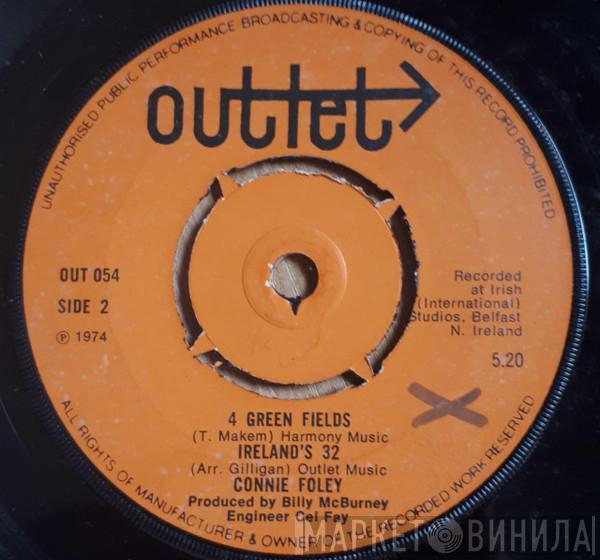 UNAUTHORISED PUBLIC PERFORMANCE BROADCASTING & COPYING OF THIS RECORD PROHIBITED
outlet
OUT 054
SIDE 2
Ⓟ 1974
Recorded
at Irish
(International)
Studios, Belfast
N. Ireland
5.20
4 GREEN FIELDS
(T. Makem) Harmony Music
IRELAND'S 32
(Arr. Gilligan) Outlet Music
CONNIE FOLEY
Produced by Billy McBurney
Engineer Cel Fay
ALL RIGHTS OF MANUFACTURER & OWNER OF THE RECORDED WORK RESERVED
МАРКЕТ ВИНИЛА